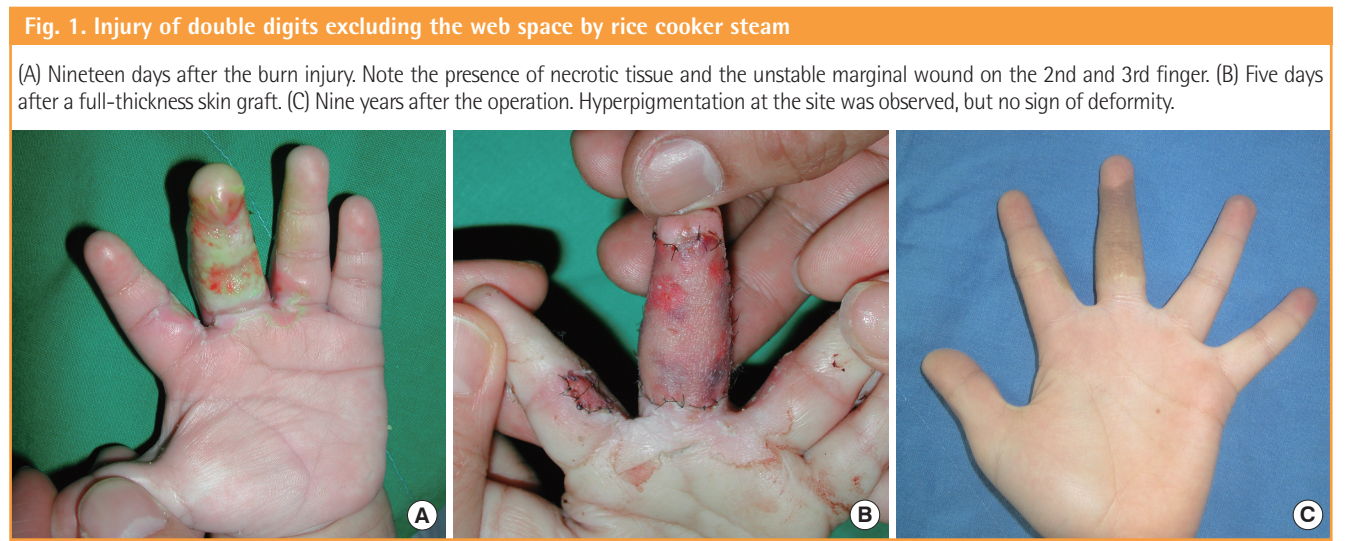 Fig. 1. Injury of double digits excluding the web space by rice cooker steam
(A) Nineteen days after the burn injury. Note the presence of necrotic tissue and the unstable marginal wound on the 2nd and 3rd finger. (B) Five days
after a full-thickness skin graft. (C) Nine years after the operation. Hyperpigmentation at the site was observed, but no sign of deformity.
A
B
C